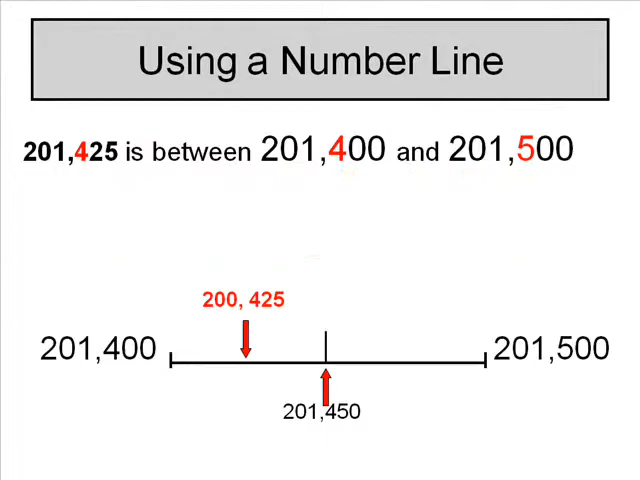 Using a Number Line
201,425 is between 201,400 and 201,500
200, 425
201,400 201,500
201,450